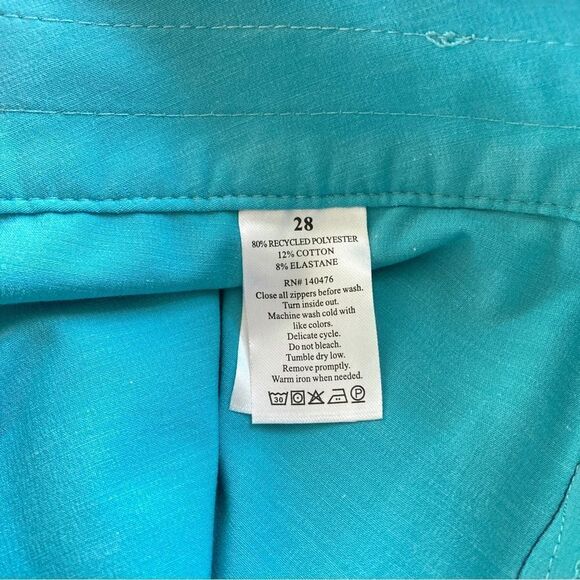 28
80% RECYCLED POLYESTER
12% COTTON
8% ELASTANE
RN# 140476
Close all zippers before wash.
Turn inside out.
Machine wash cold with
like colors.
Delicate cycle.
Do not bleach.
Tumble dry low.
Remove promptly.
Warm iron when needed.
30 P